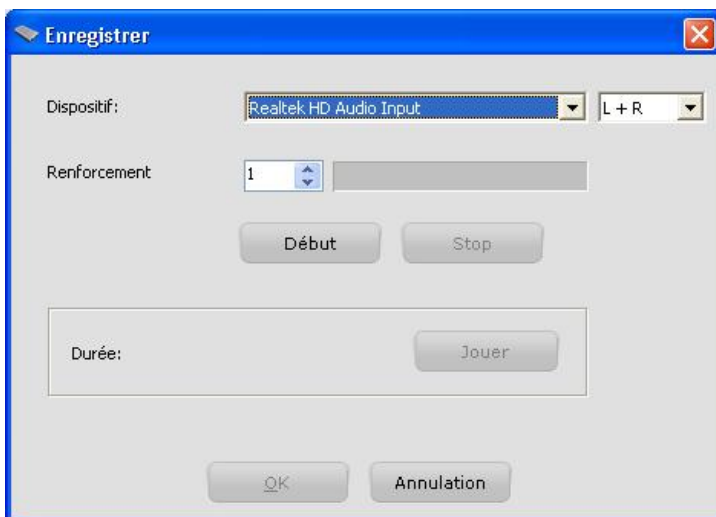 Enregistrer
Dispositif: Realtek HD Audio Input L + R
Renforcement 1
Début Stop
Durée: Jouer
OK Annulation